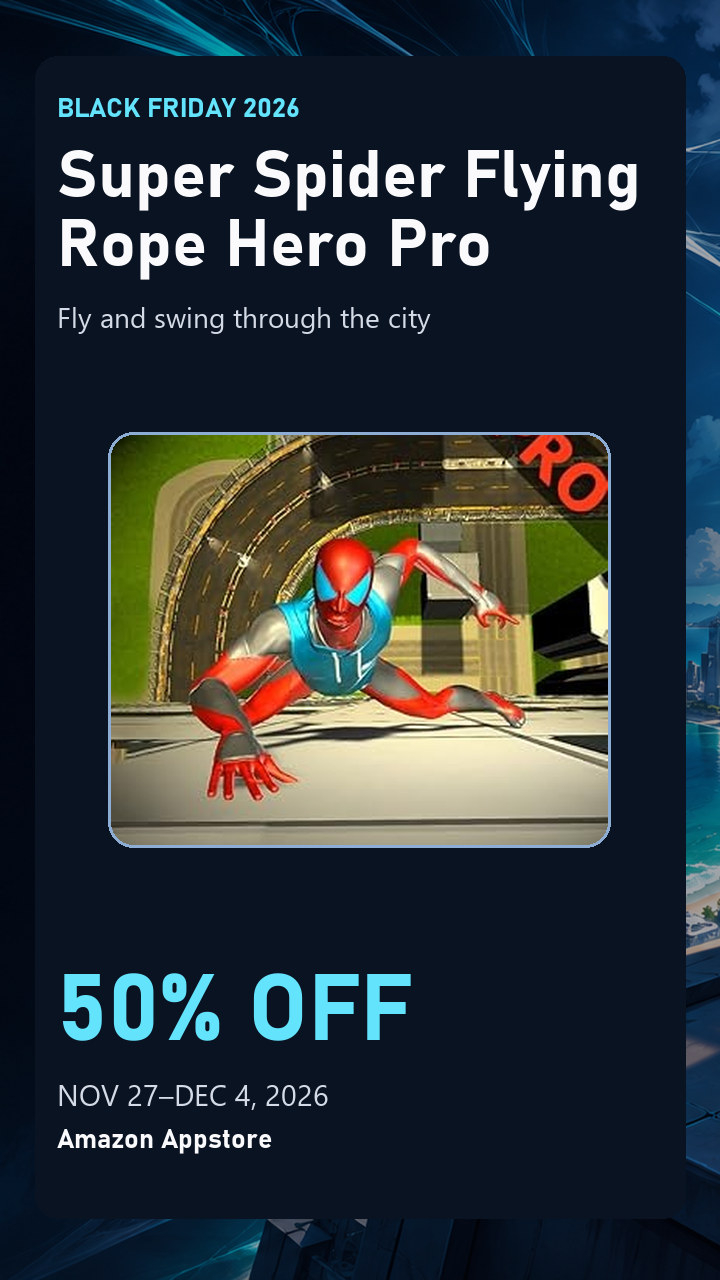 BLACK FRIDAY 2026
Super Spider Flying
Rope Hero Pro
Fly and swing through the city
RO
50% OFF
NOV 27–DEC 4, 2026
Amazon Appstore